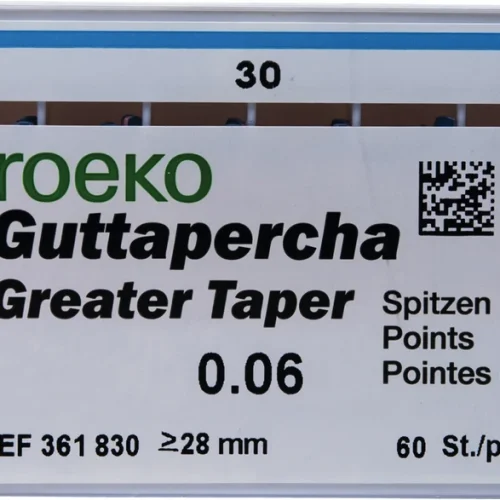 30
roeko
Guttapercha
Greater Taper
Spitzen
Points
0.06
Pointes
EF 361 830 ≥28 mm
60 St./p